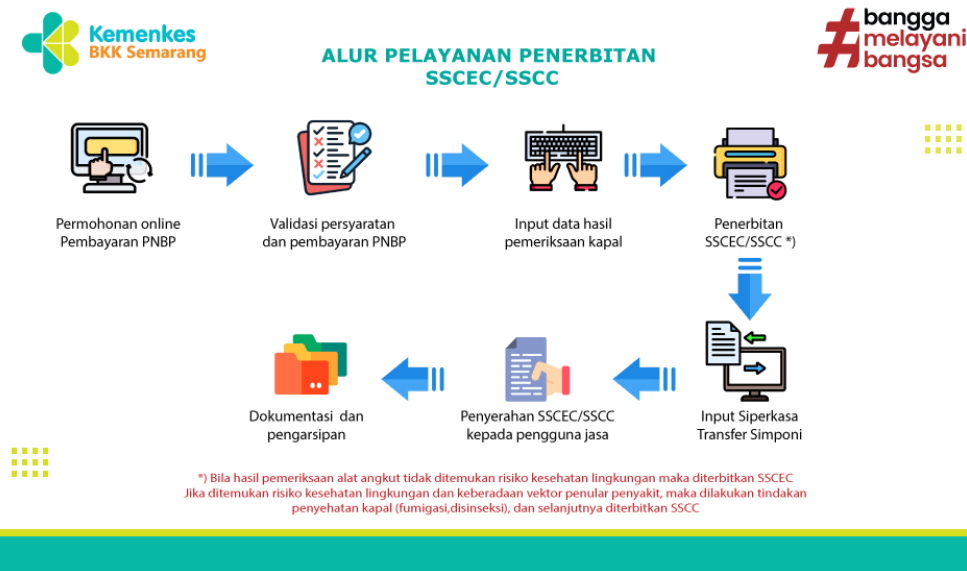 Kemenkes
BKK Semarang
ALUR PELAYANAN PENERBITAN
SSCEC/SSCC
bangga
melayani
bangsa
Permohonan online
Pembayaran PNBP
Validasi persyaratan
dan pembayaran PNBP
Input data hasil
pemeriksaan kapal
Penerbitan
SSCEC/SSCC *)
Input Siperkasa
Transfer Simponi
Penyerahan SSCEC/SSCC
kepada pengguna jasa
Dokumentasi dan
pengarsipan
*) Bila hasil pemeriksaan alat angkut tidak ditemukan risiko kesehatan lingkungan maka diterbitkan SSCEC
Jika ditemukan risiko kesehatan lingkungan dan keberadaan vektor penular penyakit, maka dilakukan tindakan
penyehatan kapal (fumigasi,disinseksi), dan selanjutnya diterbitkan SSCC